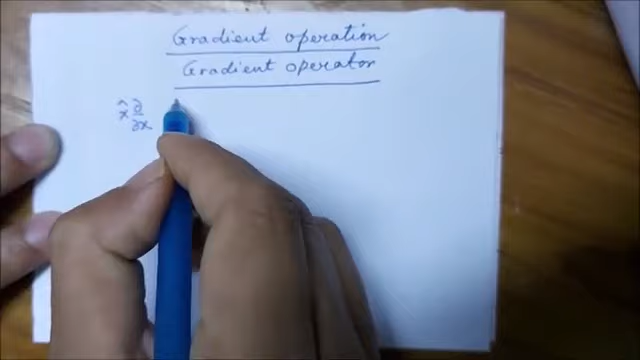 Gradient operation
Gradient operator
x̂ ∂/∂x